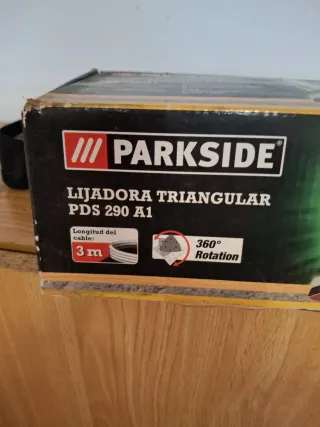 /// PARKSIDE®
LIJADORA TRIANGULAR
PDS 290 A1
Longitud del
cable:
3 m
360°
Rotation